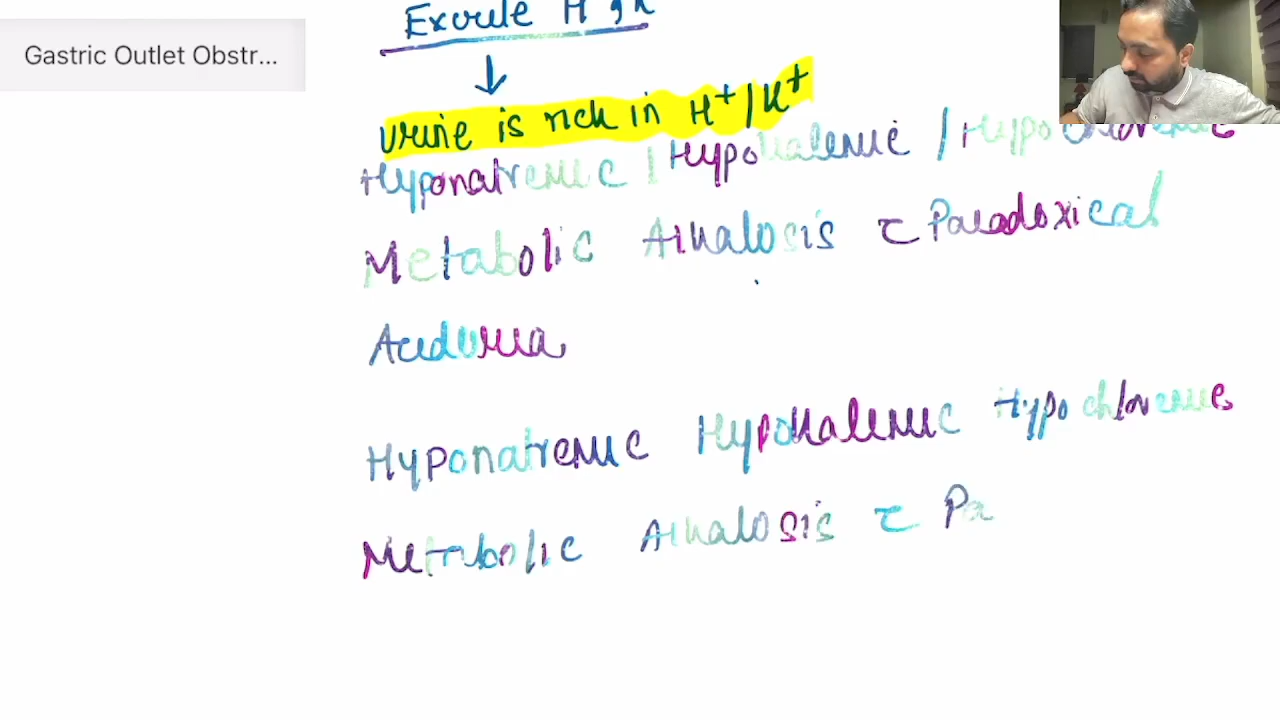 Gastric Outlet Obstr...
Excrete H⁺
urine is rich in H⁺/K⁺
Hyponatremic / Hypokalemic / Hypochloremic
Metabolic Alkalosis c Paradoxical
Aciduria
Hyponatremic Hypokalemic Hypochloremic
Metabolic Alkalosis c Pa